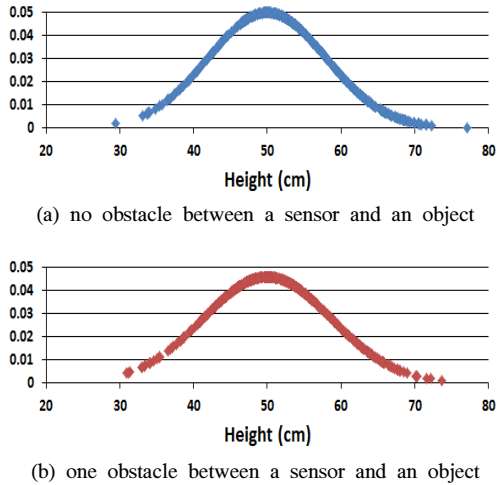 0.05
0.04
0.03
0.02
0.01
0
20 30 40 50 60 70 80
Height (cm)
(a) no obstacle between a sensor and an object
0.05
0.04
0.03
0.02
0.01
0
20 30 40 50 60 70 80
Height (cm)
(b) one obstacle between a sensor and an object